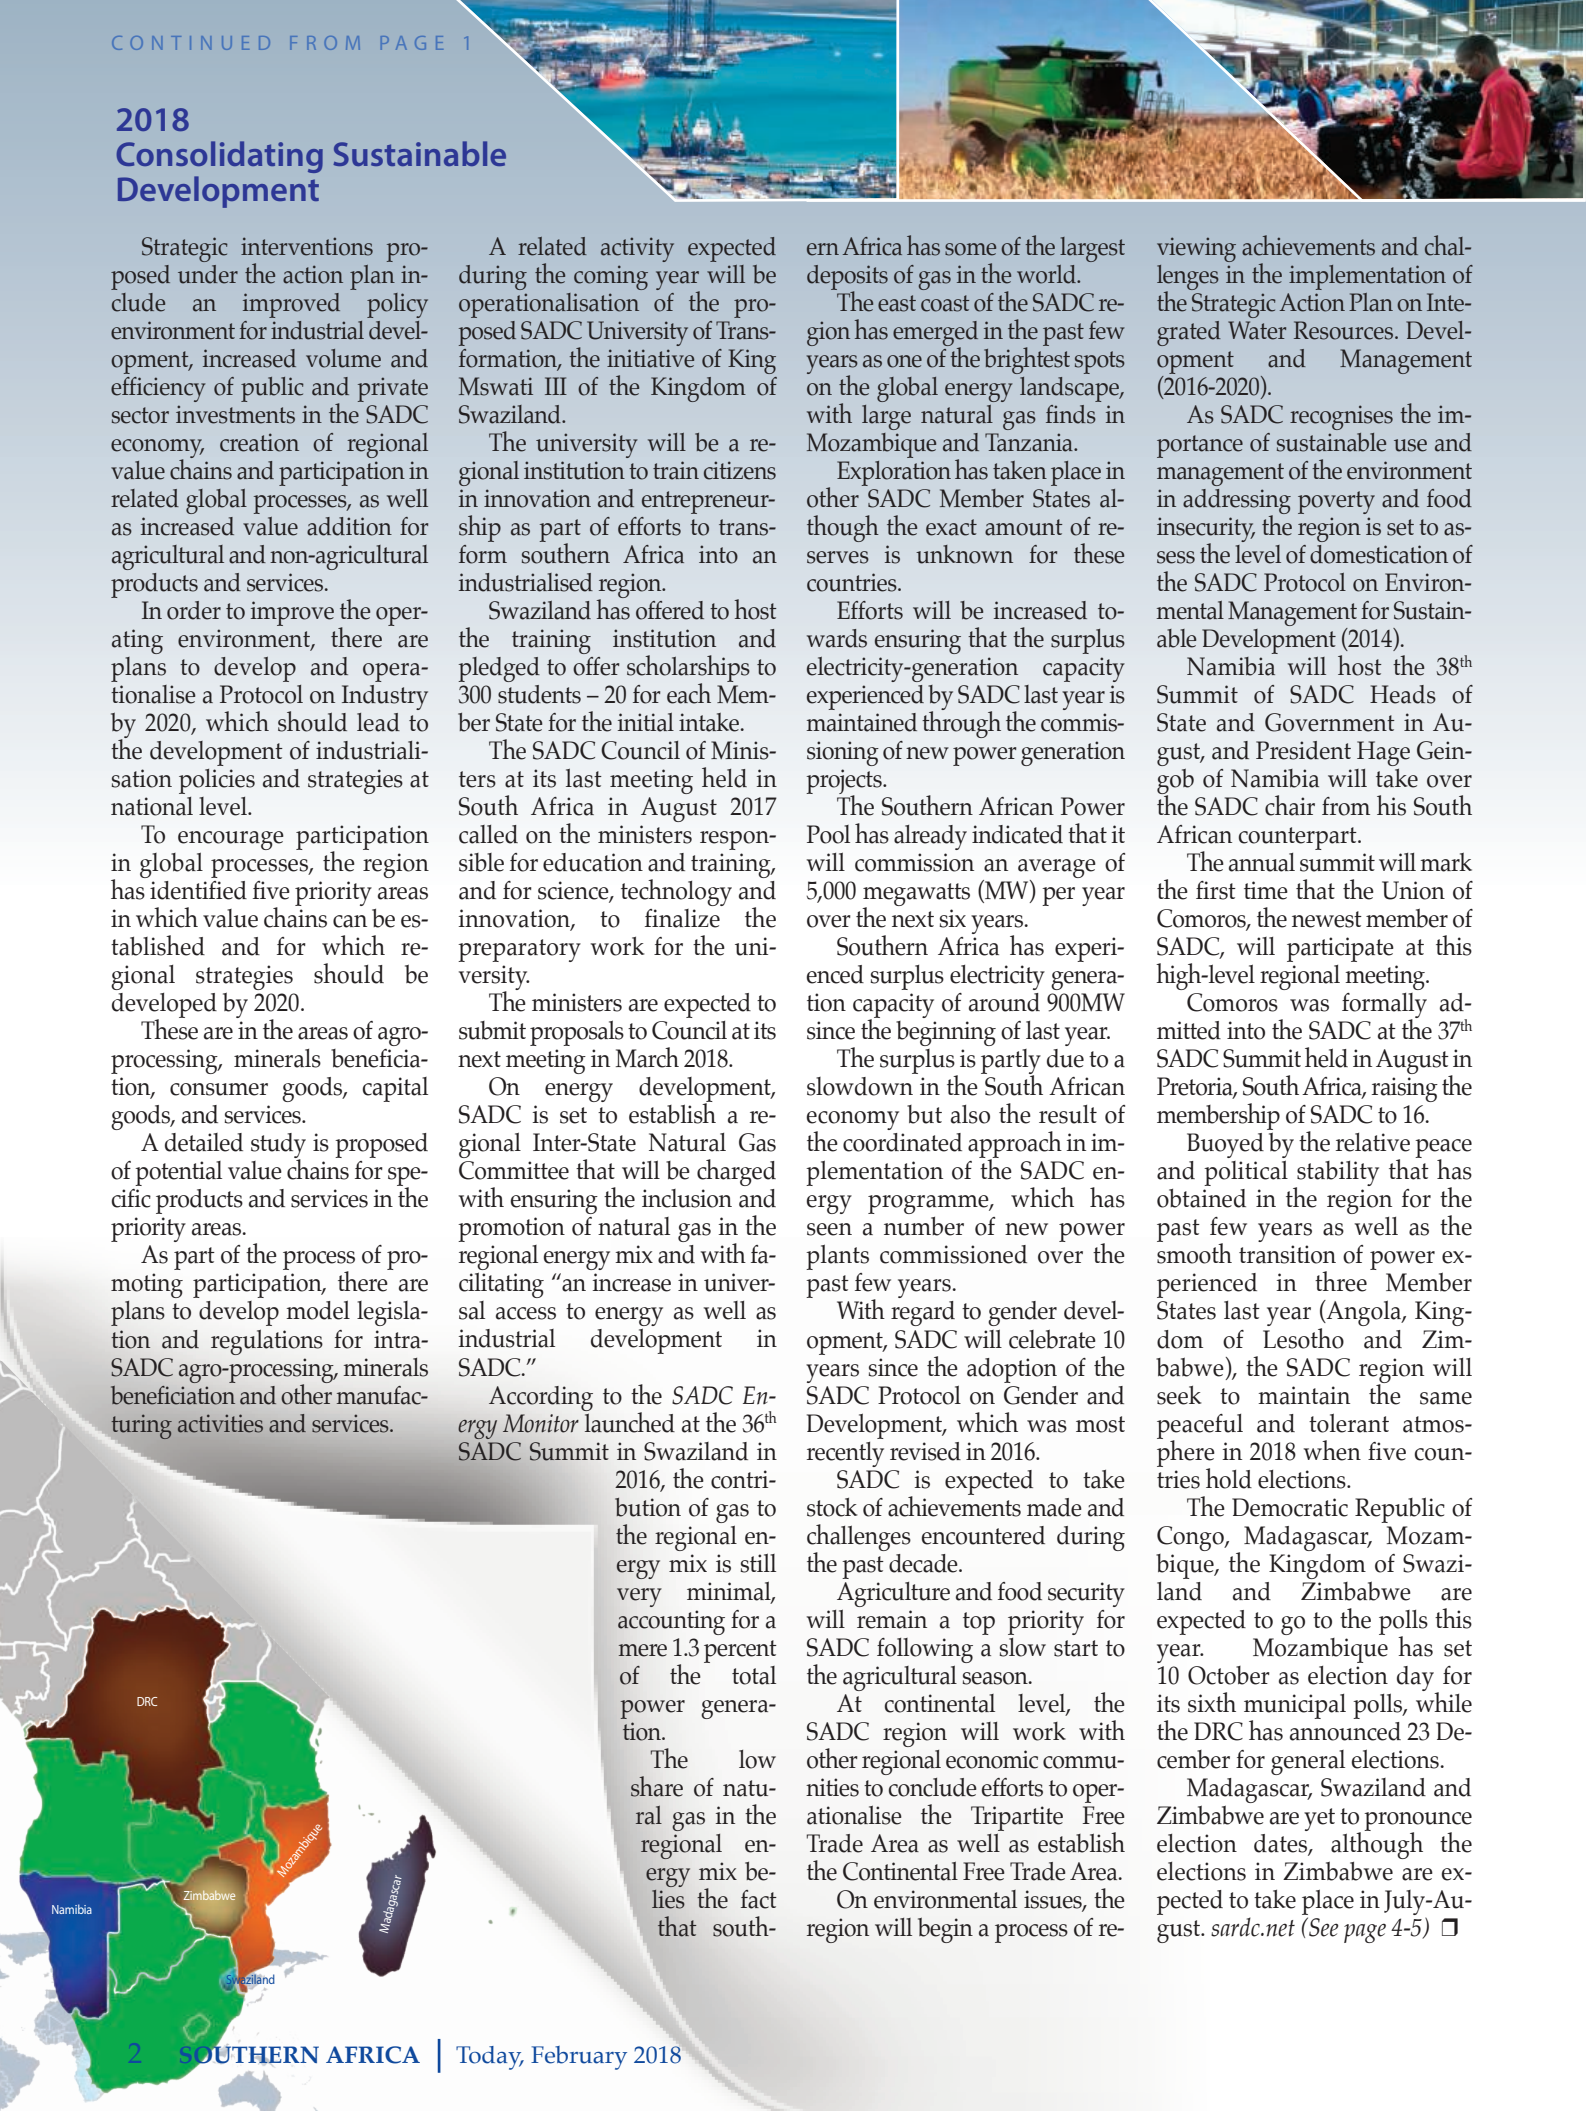 CONTINUED FROM PAGE 1
2018
Consolidating Sustainable
Development
Strategic interventions pro-
posed under the action plan in-
clude an improved policy
environment for industrial devel-
opment, increased volume and
efficiency of public and private
sector investments in the SADC
economy, creation of regional
value chains and participation in
related global processes, as well
as increased value addition for
agricultural and non-agricultural
products and services.
In order to improve the oper-
ating environment, there are
plans to develop and opera-
tionalise a Protocol on Industry
by 2020, which should lead to
the development of industriali-
sation policies and strategies at
national level.
To encourage participation
in global processes, the region
has identified five priority areas
in which value chains can be es-
tablished and for which re-
gional strategies should be
developed by 2020.
These are in the areas of agro-
processing, minerals beneficia-
tion, consumer goods, capital
goods, and services.
A detailed study is proposed
of potential value chains for spe-
cific products and services in the
priority areas.
As part of the process of pro-
moting participation, there are
plans to develop model legisla-
tion and regulations for intra-
SADC agro-processing, minerals
beneficiation and other manufac-
turing activities and services.
A related activity expected
during the coming year will be
operationalisation of the pro-
posed SADC University of Trans-
formation, the initiative of King
Mswati III of the Kingdom of
Swaziland.
The university will be a re-
gional institution to train citizens
in innovation and entrepreneur-
ship as part of efforts to trans-
form southern Africa into an
industrialised region.
Swaziland has offered to host
the training institution and
pledged to offer scholarships to
300 students – 20 for each Mem-
ber State for the initial intake.
The SADC Council of Minis-
ters at its last meeting held in
South Africa in August 2017
called on the ministers respon-
sible for education and training,
and for science, technology and
innovation, to finalize the
preparatory work for the uni-
versity.
The ministers are expected to
submit proposals to Council at its
next meeting in March 2018.
On energy development,
SADC is set to establish a re-
gional Inter-State Natural Gas
Committee that will be charged
with ensuring the inclusion and
promotion of natural gas in the
regional energy mix and with fa-
cilitating “an increase in univer-
sal access to energy as well as
industrial development in
SADC.”
According to the SADC En-
ergy Monitor launched at the 36th
SADC Summit in Swaziland in
2016, the contri-
bution of gas to
the regional en-
ergy mix is still
very minimal,
accounting for a
mere 1.3 percent
of the total
power genera-
tion.
The low
share of natu-
ral gas in the
regional en-
ergy mix be-
lies the fact
that south-
ern Africa has some of the largest
deposits of gas in the world.
The east coast of the SADC re-
gion has emerged in the past few
years as one of the brightest spots
on the global energy landscape,
with large natural gas finds in
Mozambique and Tanzania.
Exploration has taken place in
other SADC Member States al-
though the exact amount of re-
serves is unknown for these
countries.
Efforts will be increased to-
wards ensuring that the surplus
electricity-generation capacity
experienced by SADC last year is
maintained through the commis-
sioning of new power generation
projects.
The Southern African Power
Pool has already indicated that it
will commission an average of
5,000 megawatts (MW) per year
over the next six years.
Southern Africa has experi-
enced surplus electricity genera-
tion capacity of around 900MW
since the beginning of last year.
The surplus is partly due to a
slowdown in the South African
economy but also the result of
the coordinated approach in im-
plementation of the SADC en-
ergy programme, which has
seen a number of new power
plants commissioned over the
past few years.
With regard to gender devel-
opment, SADC will celebrate 10
years since the adoption of the
SADC Protocol on Gender and
Development, which was most
recently revised in 2016.
SADC is expected to take
stock of achievements made and
challenges encountered during
the past decade.
Agriculture and food security
will remain a top priority for
SADC following a slow start to
the agricultural season.
At continental level, the
SADC region will work with
other regional economic commu-
nities to conclude efforts to oper-
ationalise the Tripartite Free
Trade Area as well as establish
the Continental Free Trade Area.
On environmental issues, the
region will begin a process of re-
viewing achievements and chal-
lenges in the implementation of
the Strategic Action Plan on Inte-
grated Water Resources. Devel-
opment and Management
(2016-2020).
As SADC recognises the im-
portance of sustainable use and
management of the environment
in addressing poverty and food
insecurity, the region is set to as-
sess the level of domestication of
the SADC Protocol on Environ-
mental Management for Sustain-
able Development (2014).
Namibia will host the 38th
Summit of SADC Heads of
State and Government in Au-
gust, and President Hage Gein-
gob of Namibia will take over
the SADC chair from his South
African counterpart.
The annual summit will mark
the first time that the Union of
Comoros, the newest member of
SADC, will participate at this
high-level regional meeting.
Comoros was formally ad-
mitted into the SADC at the 37th
SADC Summit held in August in
Pretoria, South Africa, raising the
membership of SADC to 16.
Buoyed by the relative peace
and political stability that has
obtained in the region for the
past few years as well as the
smooth transition of power ex-
perienced in three Member
States last year (Angola, King-
dom of Lesotho and Zim-
babwe), the SADC region will
seek to maintain the same
peaceful and tolerant atmos-
phere in 2018 when five coun-
tries hold elections.
The Democratic Republic of
Congo, Madagascar, Mozam-
bique, the Kingdom of Swazi-
land and Zimbabwe are
expected to go to the polls this
year. Mozambique has set
10 October as election day for
its sixth municipal polls, while
the DRC has announced 23 De-
cember for general elections.
Madagascar, Swaziland and
Zimbabwe are yet to pronounce
election dates, although the
elections in Zimbabwe are ex-
pected to take place in July-Au-
gust. sardc.net (See page 4-5) ❒
DRC
Mozambique
Zimbabwe
Namibia
Madagascar
Swaziland
2 SOUTHERN AFRICA | Today, February 2018